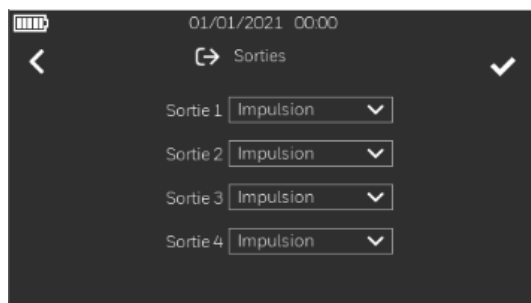 01/01/2021 00:00
Sorties
Sortie 1 Impulsion
Sortie 2 Impulsion
Sortie 3 Impulsion
Sortie 4 Impulsion